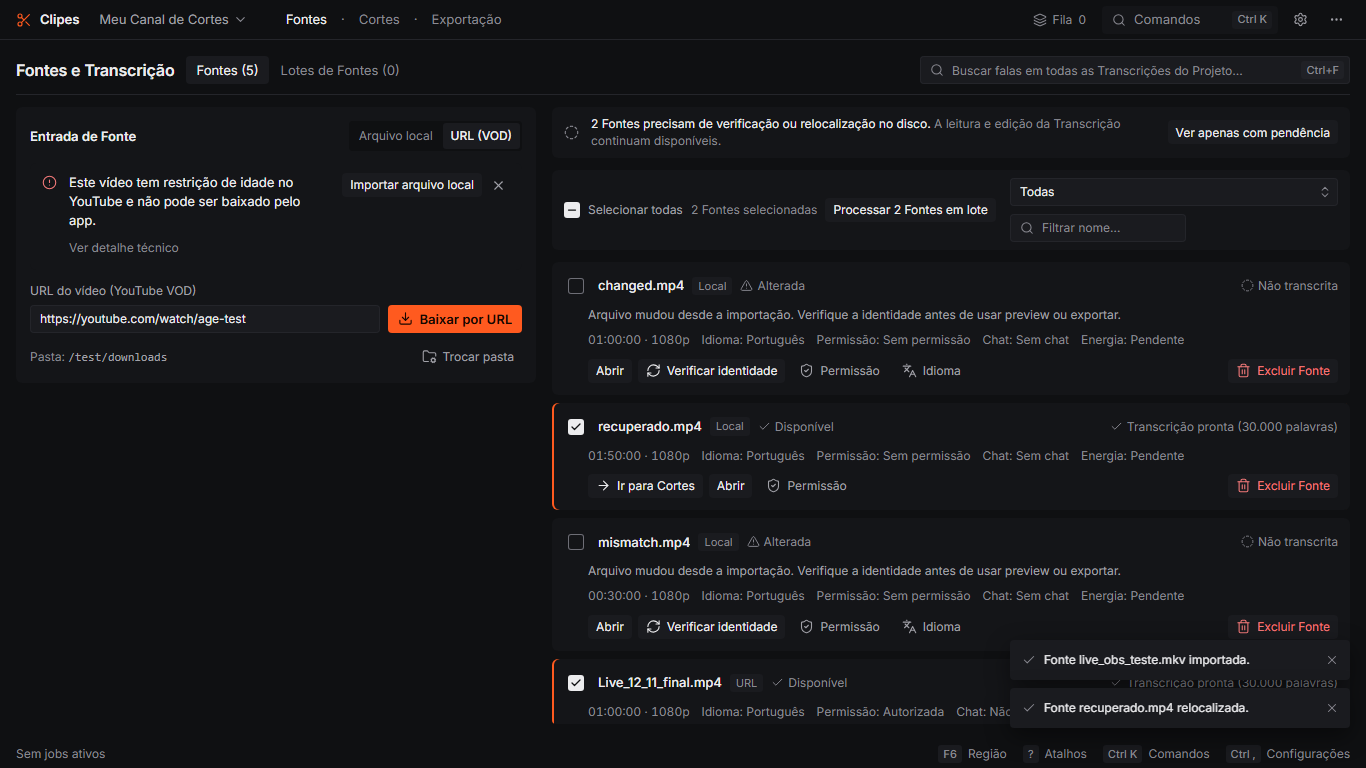 Clipes Meu Canal de Cortes Fontes · Cortes · Exportação Fila 0 Comandos Ctrl K
Fontes e Transcrição Fontes (5) Lotes de Fontes (0) Buscar falas em todas as Transcrições do Projeto... Ctrl+F
Entrada de Fonte Arquivo local URL (VOD)
Este vídeo tem restrição de idade no
YouTube e não pode ser baixado pelo
app.
Importar arquivo local
Ver detalhe técnico
URL do vídeo (YouTube VOD)
https://youtube.com/watch/age-test Baixar por URL
Pasta: /test/downloads Trocar pasta
2 Fontes precisam de verificação ou relocalização no disco. A leitura e edição da Transcrição
continuam disponíveis.
Ver apenas com pendência
Selecionar todas 2 Fontes selecionadas Processar 2 Fontes em lote
Todas
Filtrar nome...
changed.mp4 Local Alterada Não transcrita
Arquivo mudou desde a importação. Verifique a identidade antes de usar preview ou exportar.
01:00:00 · 1080p Idioma: Português Permissão: Sem permissão Chat: Sem chat Energia: Pendente
Abrir Verificar identidade Permissão Idioma Excluir Fonte
recuperado.mp4 Local Disponível Transcrição pronta (30.000 palavras)
01:50:00 · 1080p Idioma: Português Permissão: Sem permissão Chat: Sem chat Energia: Pendente
Ir para Cortes Abrir Permissão Excluir Fonte
mismatch.mp4 Local Alterada Não transcrita
Arquivo mudou desde a importação. Verifique a identidade antes de usar preview ou exportar.
00:30:00 · 1080p Idioma: Português Permissão: Sem permissão Chat: Sem chat Energia: Pendente
Abrir Verificar identidade Permissão Idioma Excluir Fonte
Fonte live_obs_teste.mkv importada.
Live_12_11_final.mp4 URL Disponível Transcrição pronta (30.000 palavras)
01:00:00 · 1080p Idioma: Português Permissão: Autorizada Chat:
Fonte recuperado.mp4 relocalizada.
Sem jobs ativos F6 Região ? Atalhos Ctrl K Comandos Ctrl , Configurações